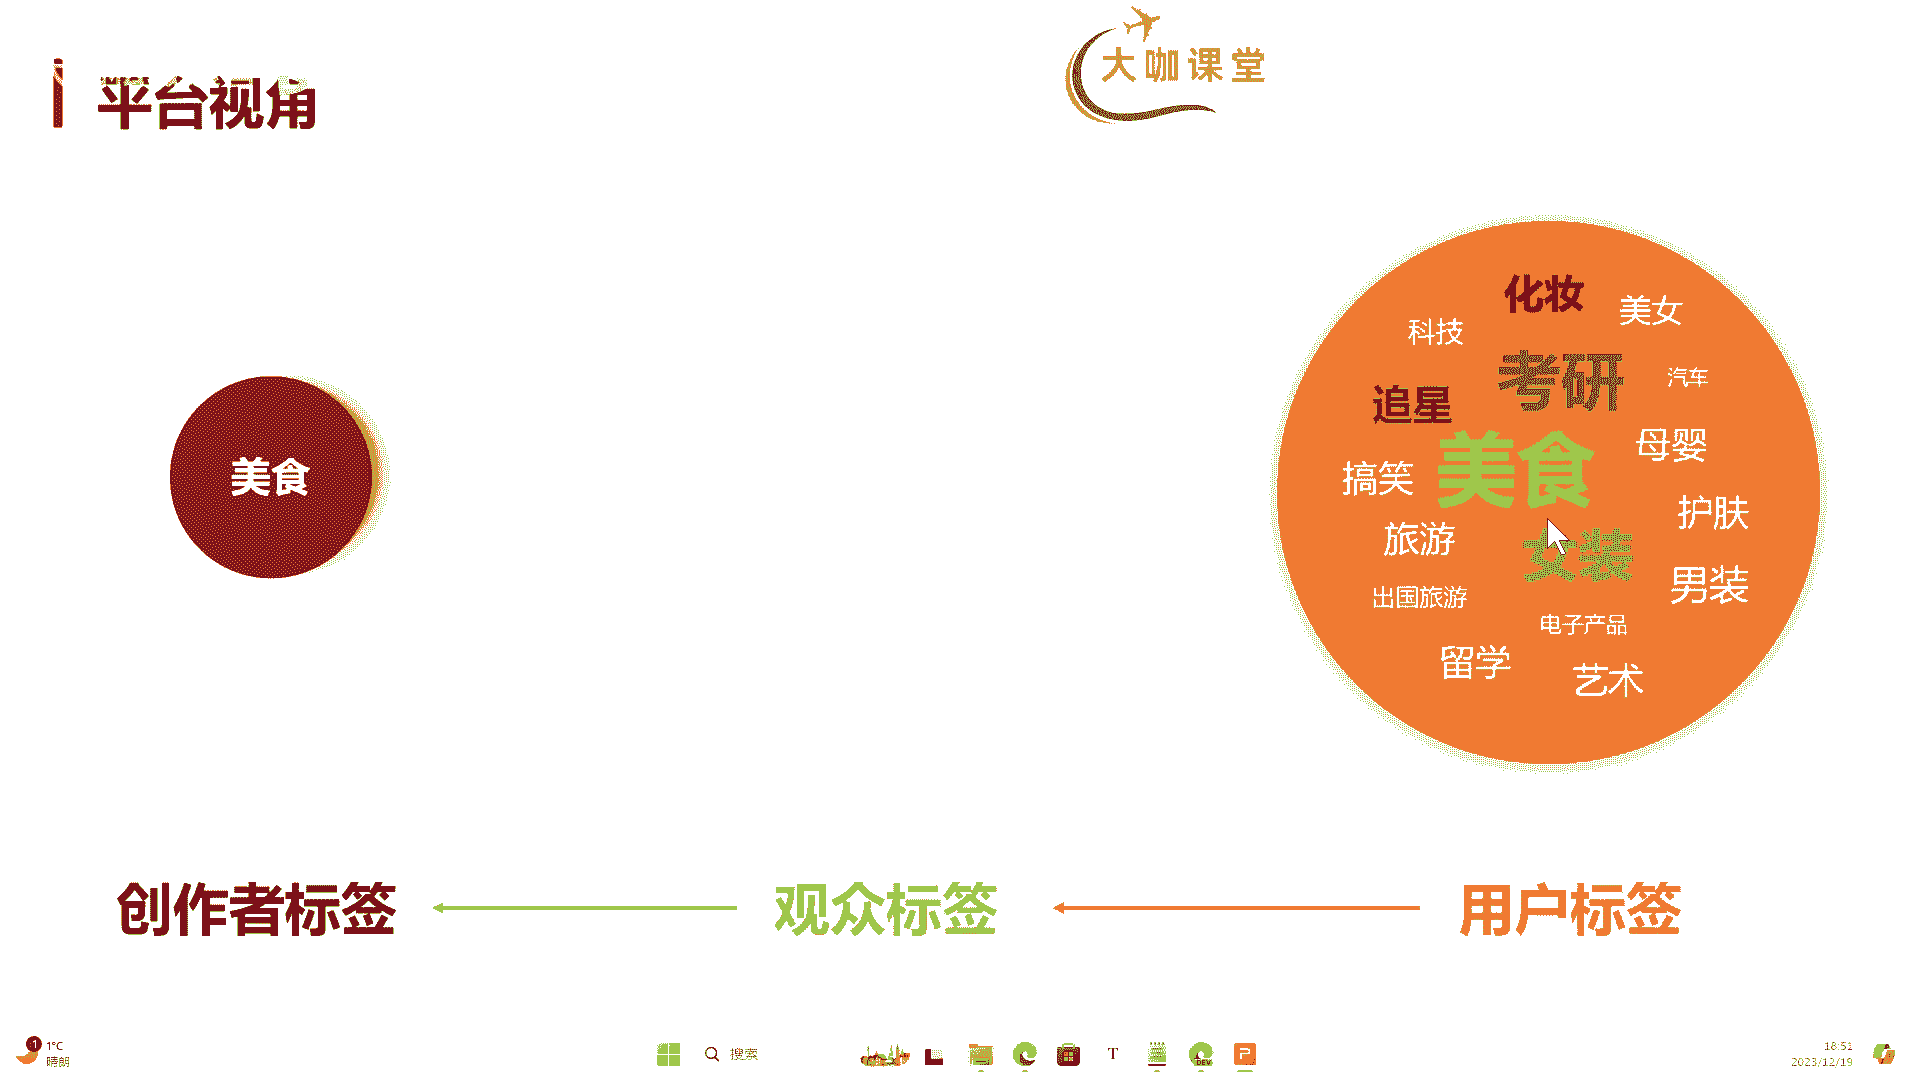 大咖课堂
平台视角
美食
化妆
美女
科技
考研
汽车
追星
美食
母婴
搞笑
护肤
旅游
女装
男装
出国旅游
电子产品
留学
艺术
创作者标签
观众标签
用户标签
1
1°C
晴朗
搜索
T
DEV
P
18:51
2023/12/19